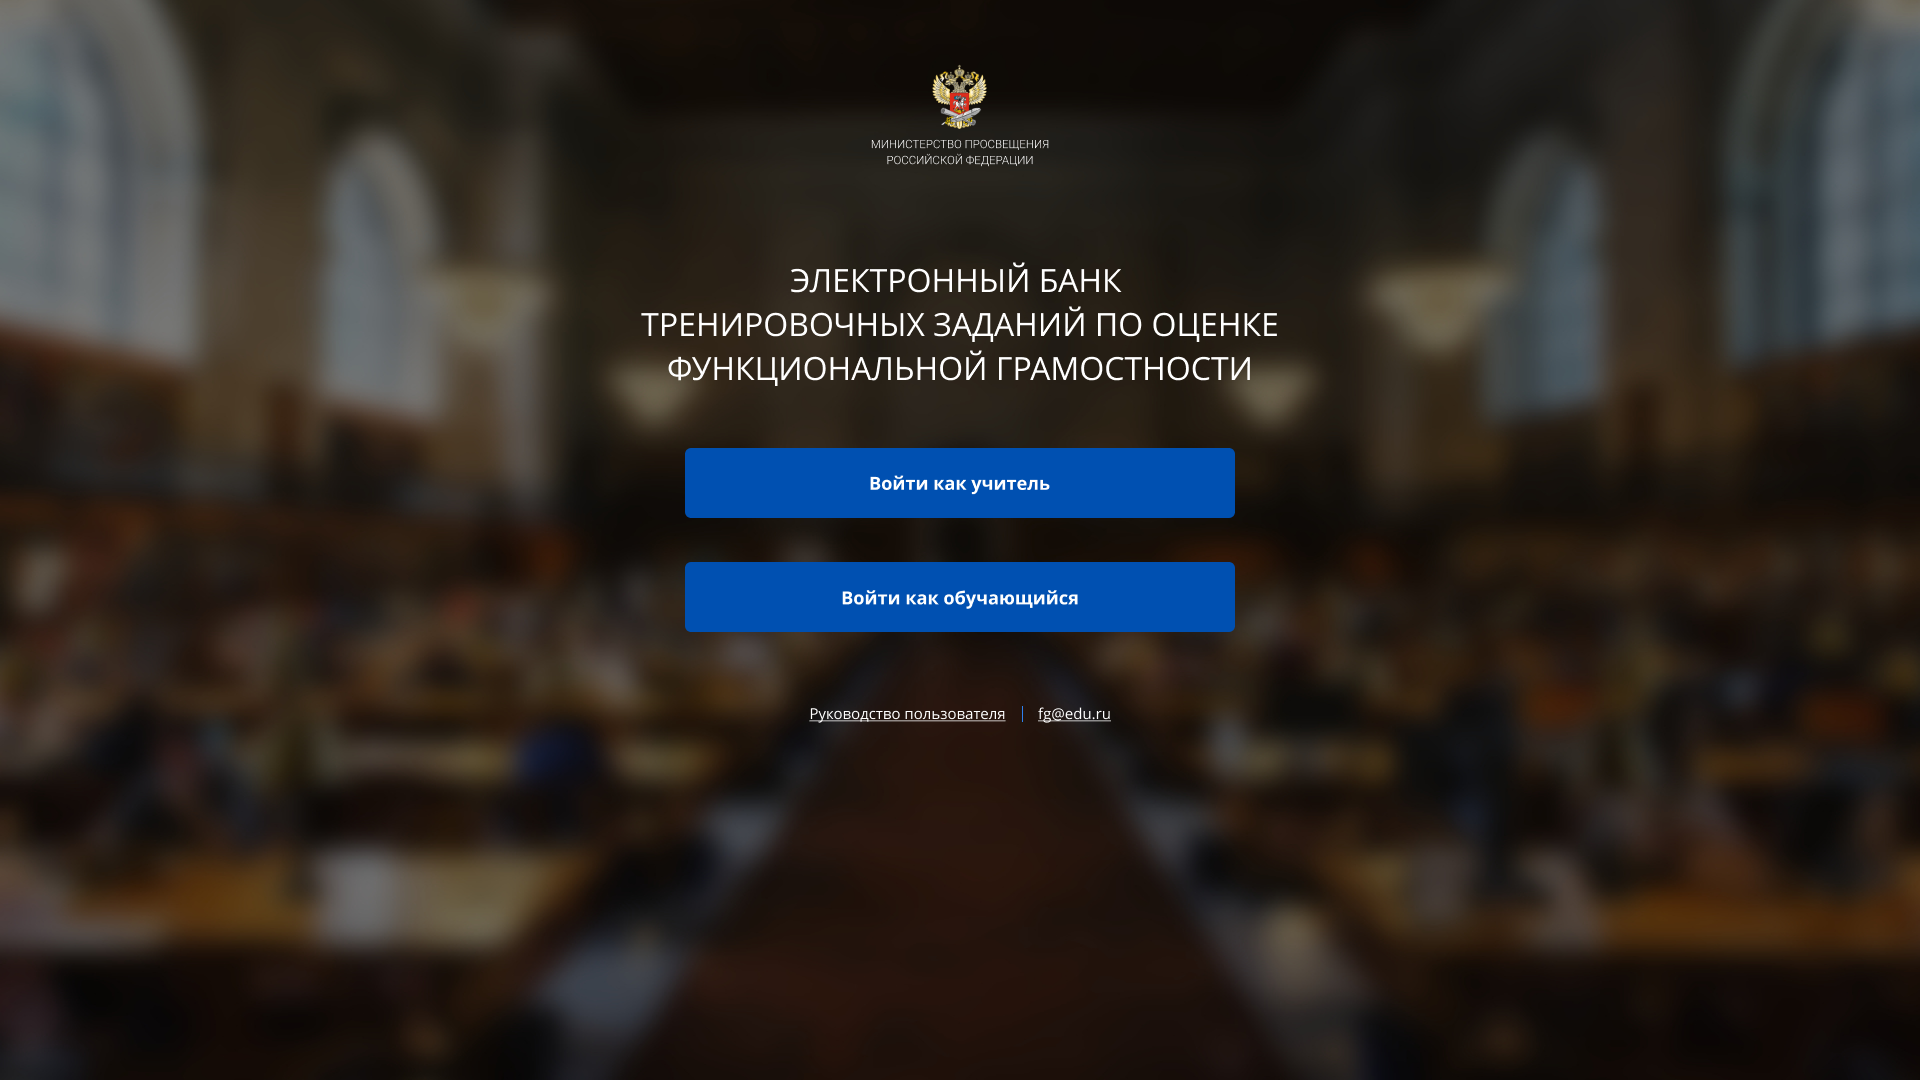 МИНИСТЕРСТВО ПРОСВЕЩЕНИЯ
РОССИЙСКОЙ ФЕДЕРАЦИИ
ЭЛЕКТРОННЫЙ БАНК
ТРЕНИРОВОЧНЫХ ЗАДАНИЙ ПО ОЦЕНКЕ
ФУНКЦИОНАЛЬНОЙ ГРАМОСТНОСТИ
Войти как учитель
Войти как обучающийся
Руководство пользователя | fg@edu.ru